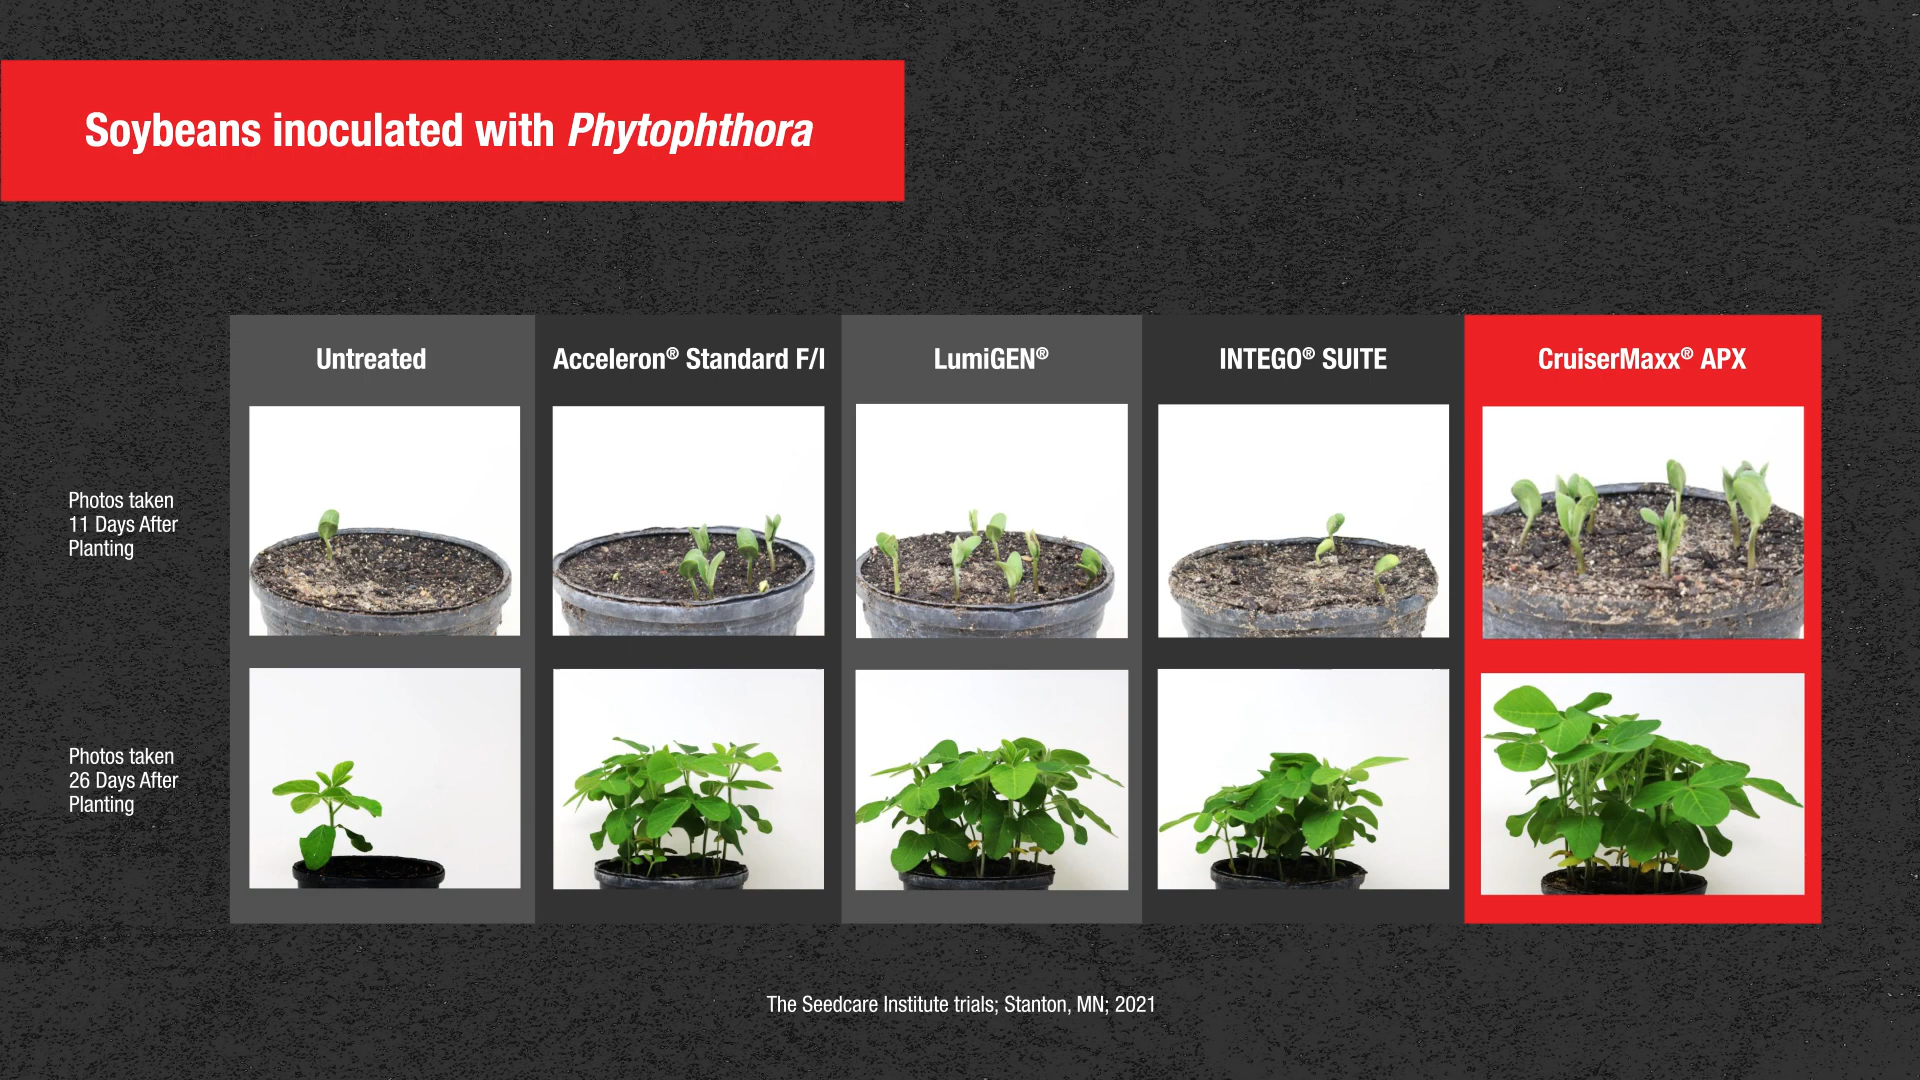 Soybeans inoculated with Phytophthora
Untreated
Acceleron® Standard F/I
LumiGEN®
INTEGO® SUITE
CruiserMaxx® APX
Photos taken
11 Days After
Planting
Photos taken
26 Days After
Planting
The Seedcare Institute trials; Stanton, MN; 2021